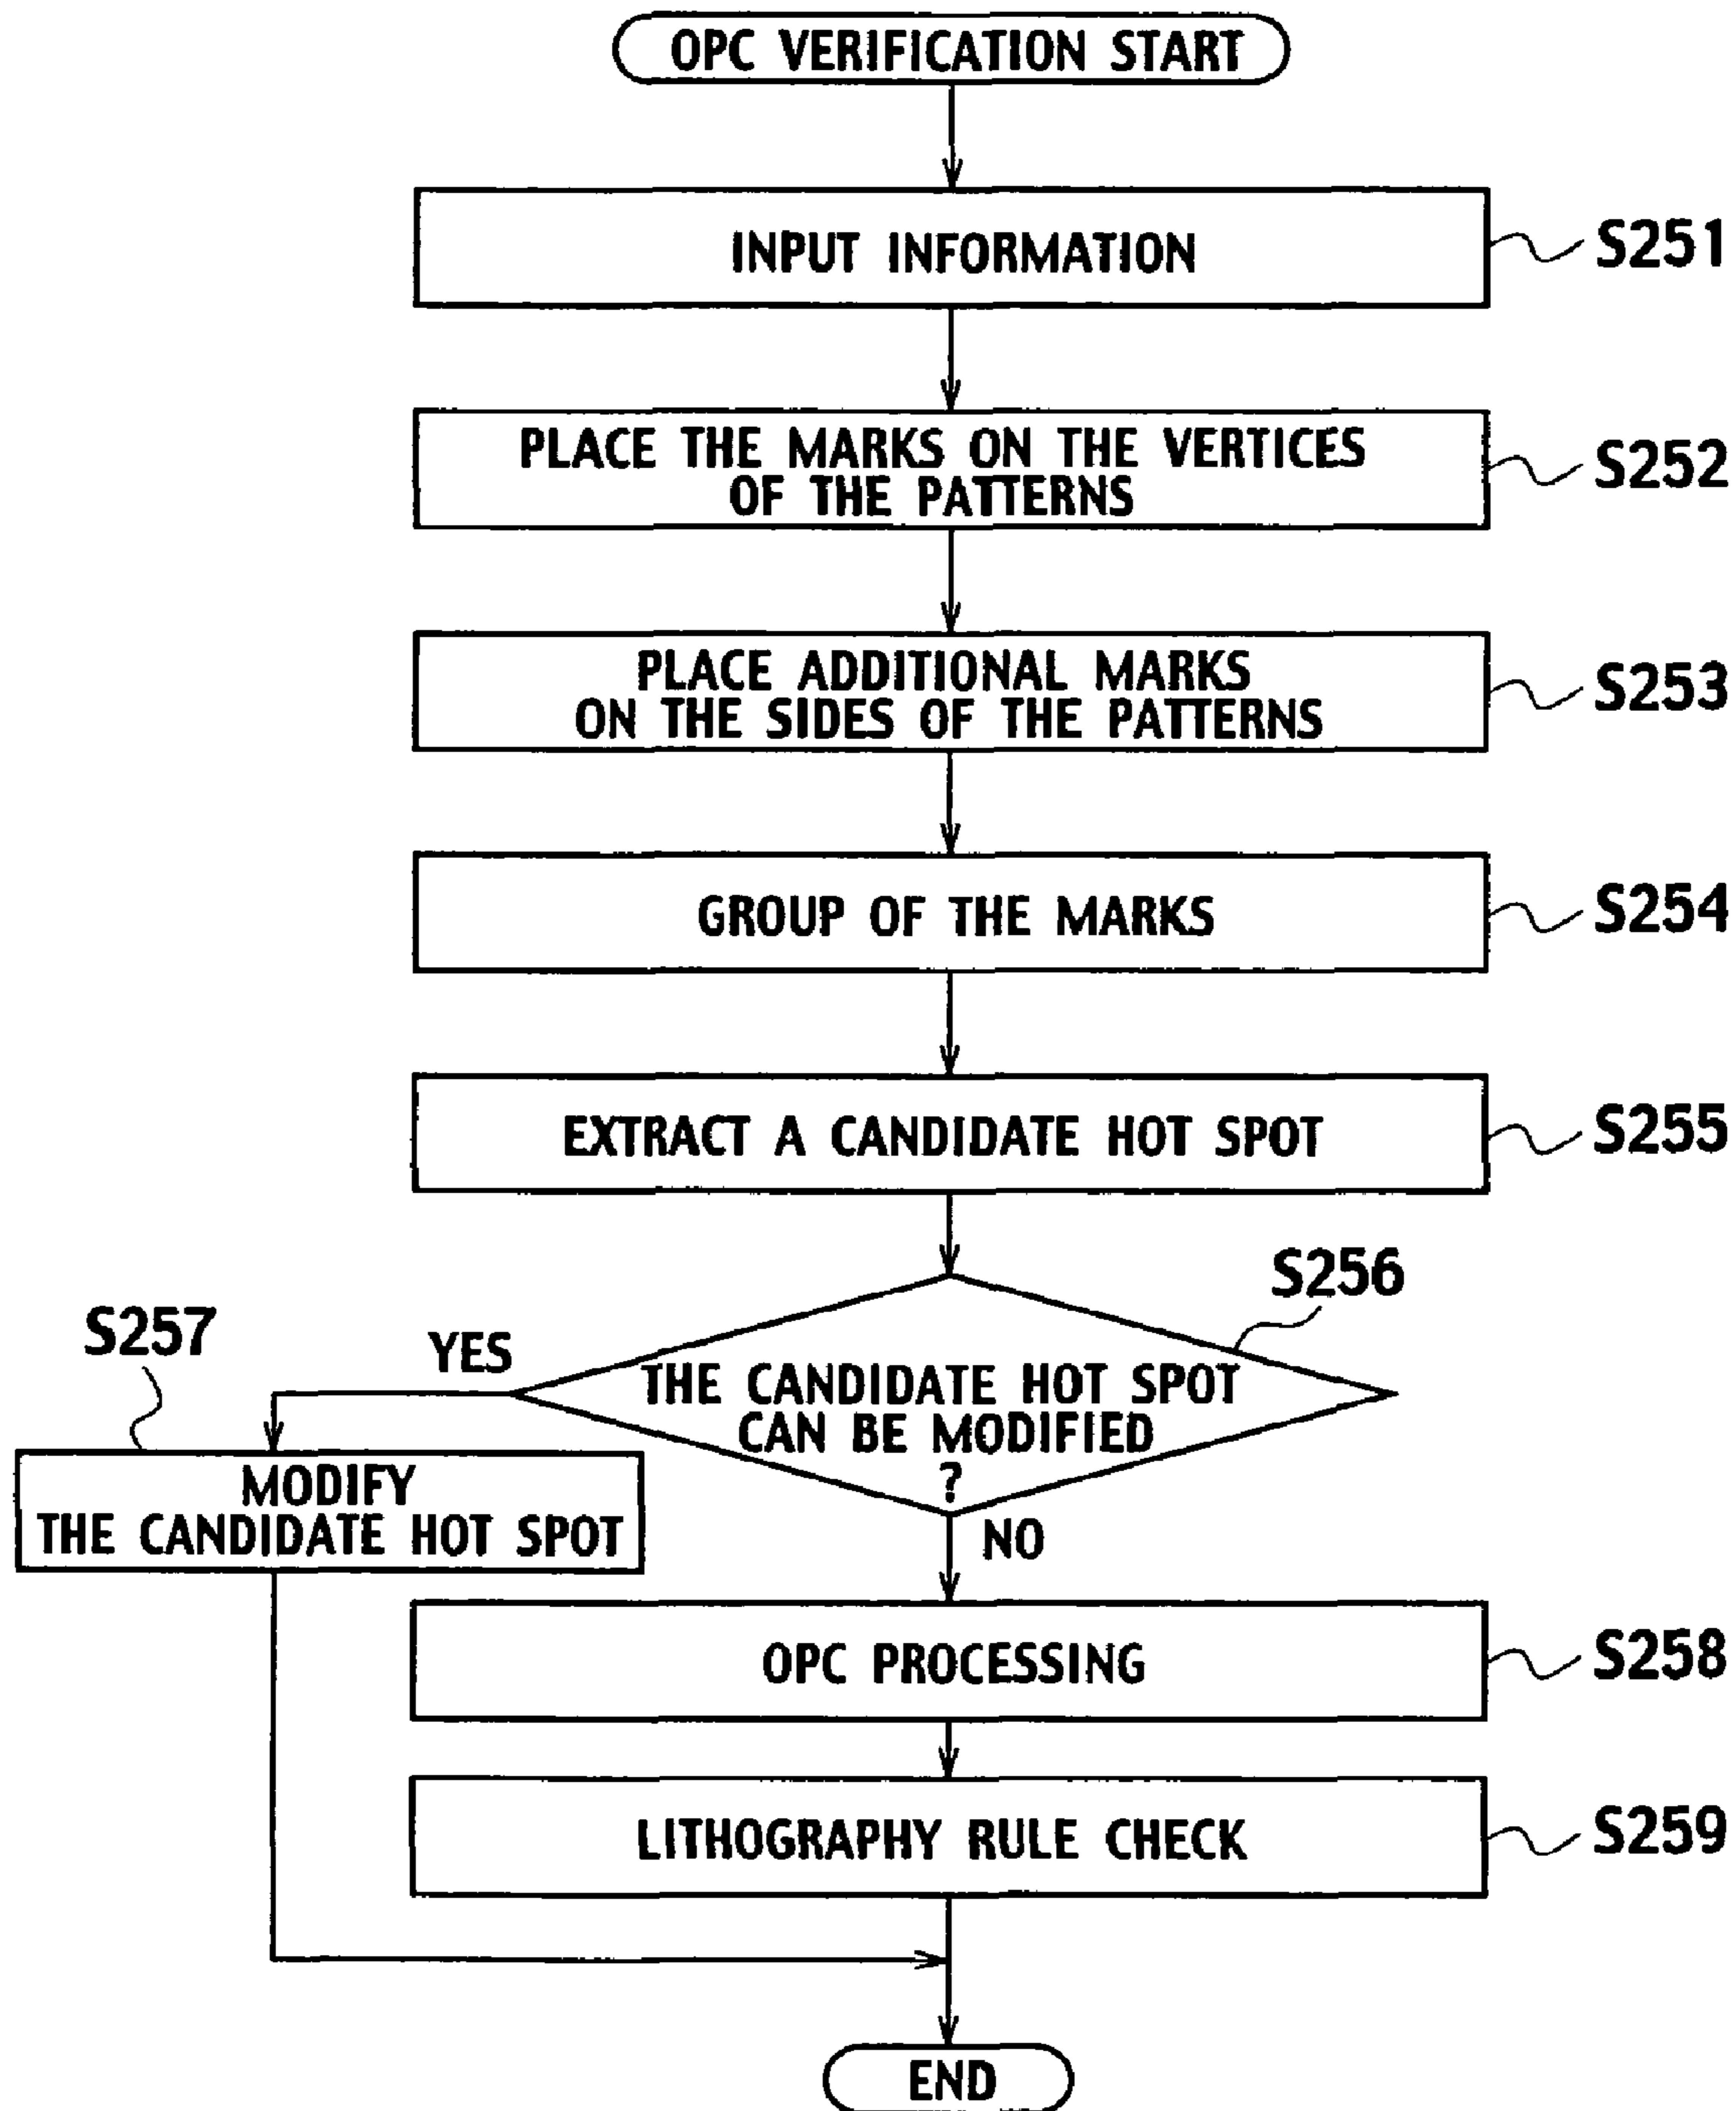 OPC VERIFICATION START
INPUT INFORMATION
S251
PLACE THE MARKS ON THE VERTICES
OF THE PATTERNS
S252
PLACE ADDITIONAL MARKS
ON THE SIDES OF THE PATTERNS
S253
GROUP OF THE MARKS
S254
EXTRACT A CANDIDATE HOT SPOT
S255
S256
THE CANDIDATE HOT SPOT
CAN BE MODIFIED
?
YES
S257
MODIFY
THE CANDIDATE HOT SPOT
NO
OPC PROCESSING
S258
LITHOGRAPHY RULE CHECK
S259
END